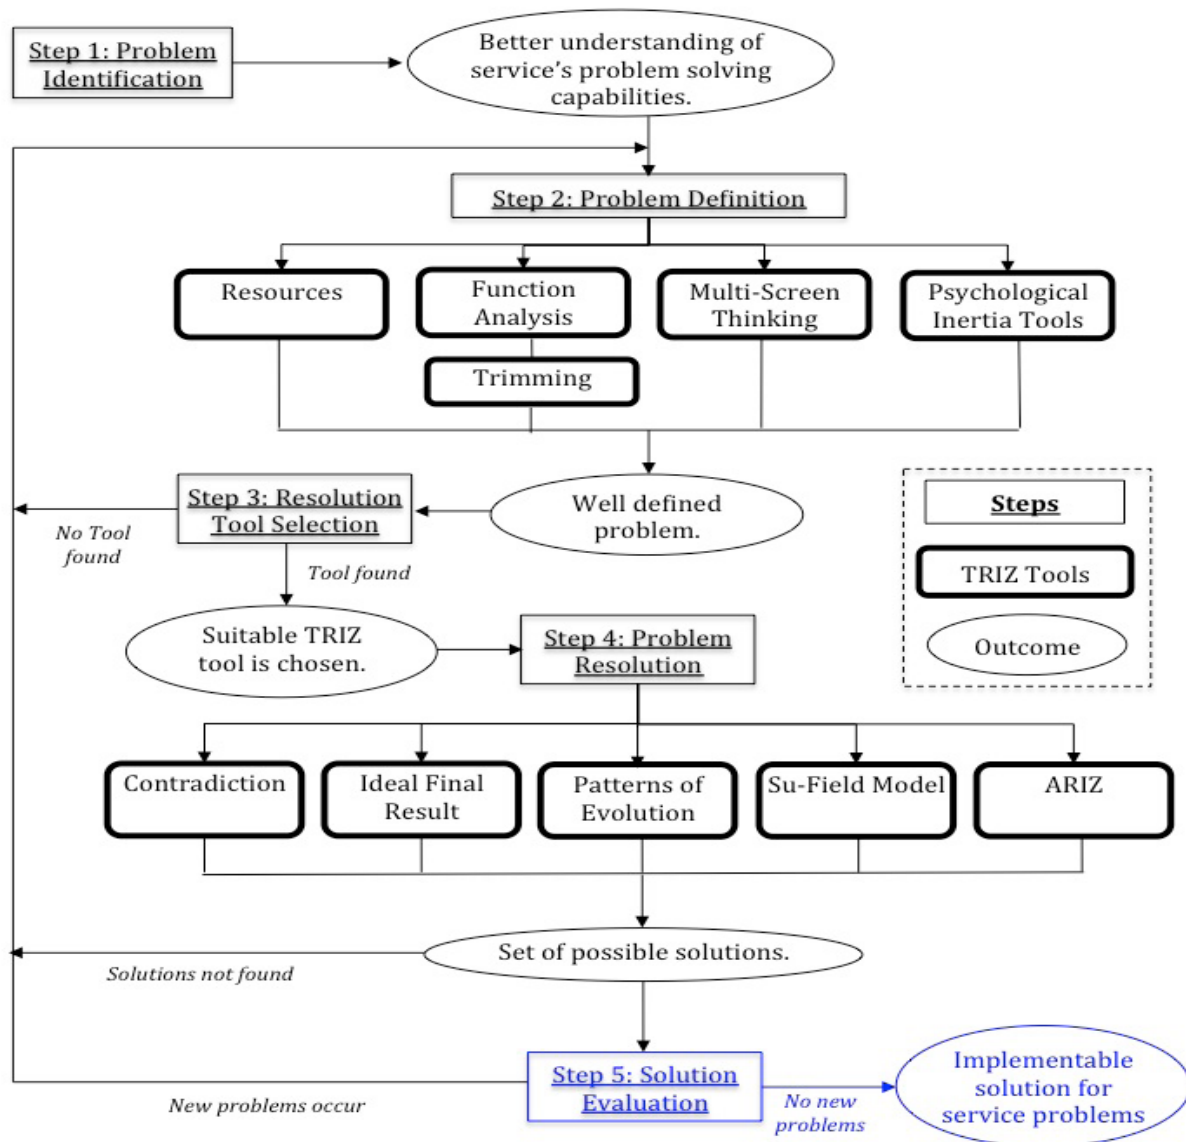 Step 1: Problem
Identification
Better understanding of
service’s problem solving
capabilities.
Step 2: Problem Definition
Resources
Function
Analysis
Multi-Screen
Thinking
Psychological
Inertia Tools
Trimming
Step 3: Resolution
Tool Selection
Well defined
problem.
No Tool
found
Tool found
Steps
TRIZ Tools
Outcome
Suitable TRIZ
tool is chosen.
Step 4: Problem
Resolution
Contradiction
Ideal Final
Result
Patterns of
Evolution
Su-Field Model
ARIZ
Set of possible solutions.
Solutions not found
Step 5: Solution
Evaluation
New problems occur
No new
problems
Implementable
solution for
service problems